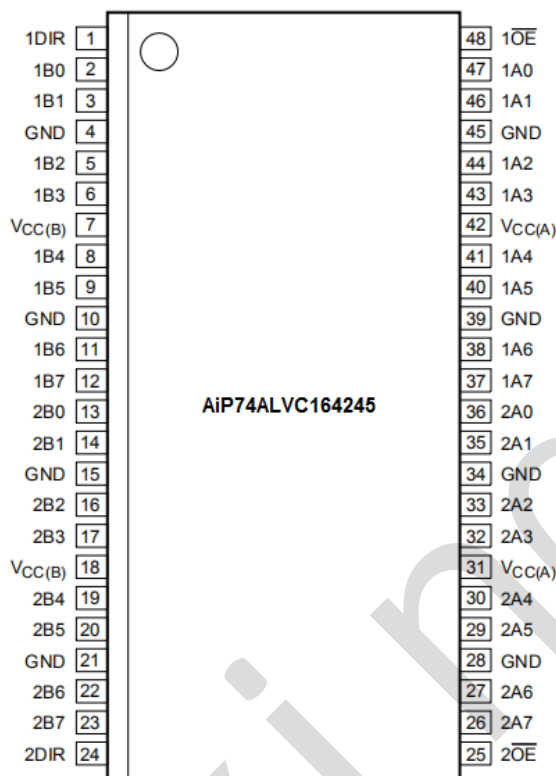 1DIR 1 48 1O̅E̅
1B0 2 47 1A0
1B1 3 46 1A1
GND 4 45 GND
1B2 5 44 1A2
1B3 6 43 1A3
VCC(B) 7 42 VCC(A)
1B4 8 41 1A4
1B5 9 40 1A5
GND 10 39 GND
1B6 11 38 1A6
1B7 12 37 1A7
AiP74ALVC164245
2B0 13 36 2A0
2B1 14 35 2A1
GND 15 34 GND
2B2 16 33 2A2
2B3 17 32 2A3
VCC(B) 18 31 VCC(A)
2B4 19 30 2A4
2B5 20 29 2A5
GND 21 28 GND
2B6 22 27 2A6
2B7 23 26 2A7
2DIR 24 25 2O̅E̅